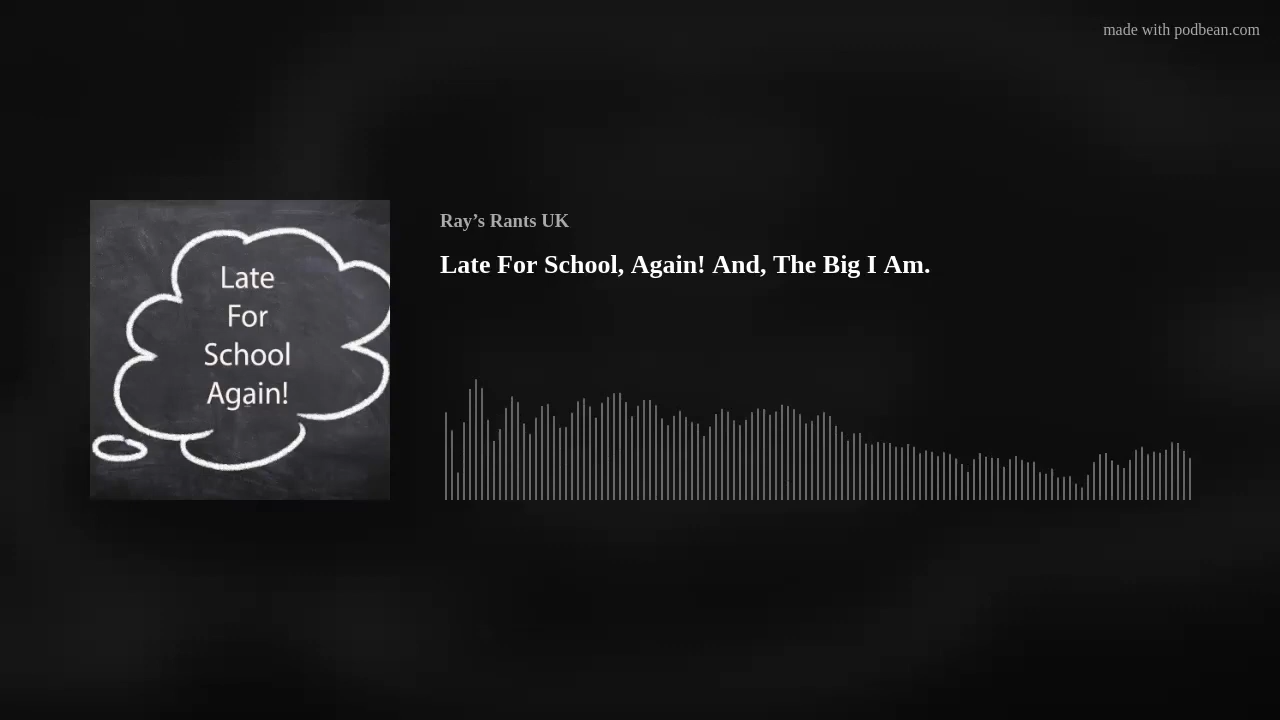 made with podbean.com
Late
For
School
Again!
Ray’s Rants UK
Late For School, Again! And, The Big I Am.